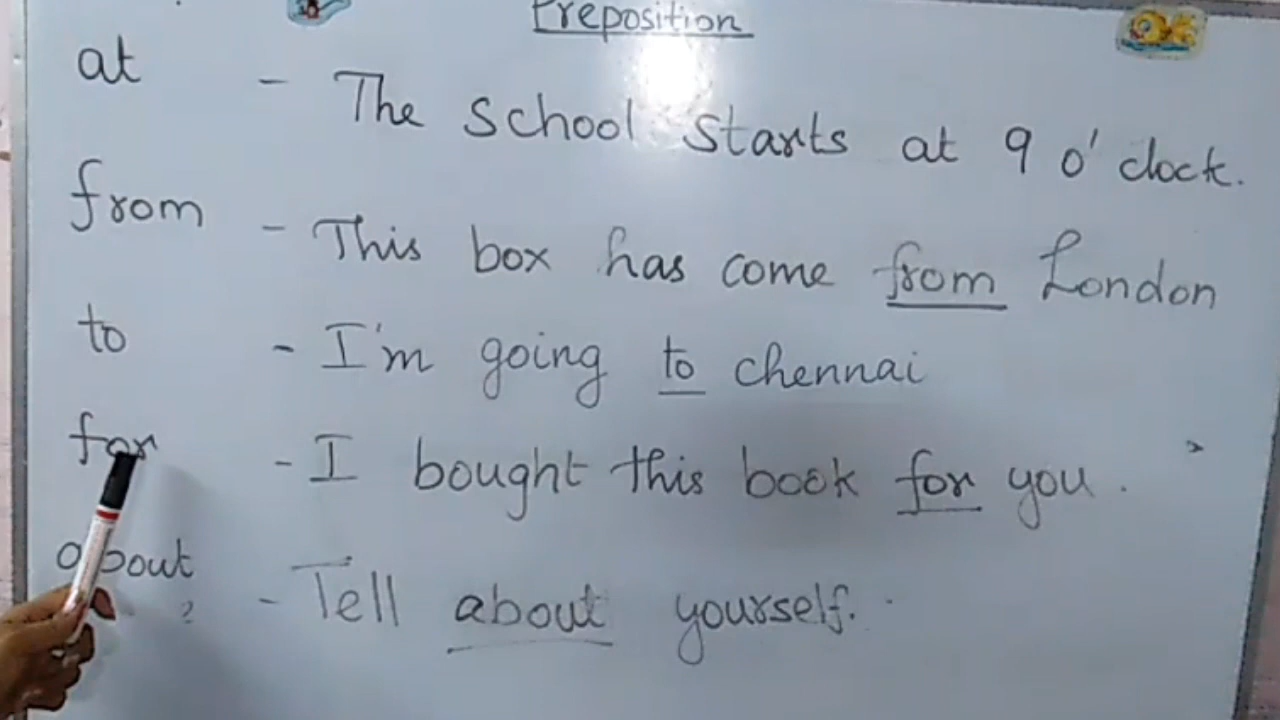 Preposition
at - The School starts at 9 o'clock.
from - This box has come from London
to - I'm going to chennai
for - I bought this book for you.
about - Tell about yourself.